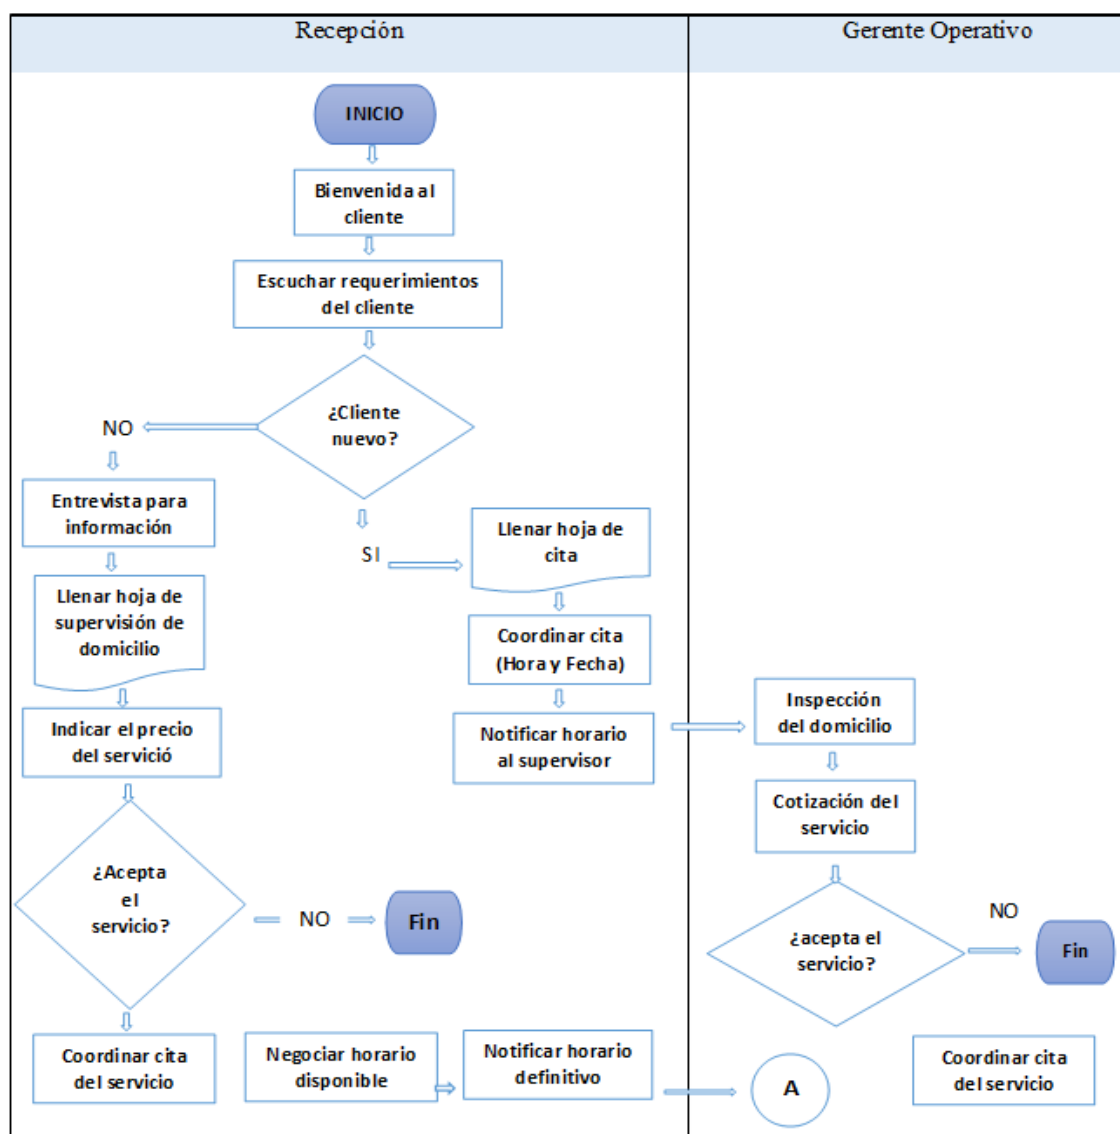 Recepción
Gerente Operativo
INICIO
Bienvenida al
cliente
Escuchar requerimientos
del cliente
¿Cliente
nuevo?
NO
Entrevista para
información
SI
Llenar hoja de
cita
Llenar hoja de
supervisión de
domicilio
Coordinar cita
(Hora y Fecha)
Indicar el precio
del servició
Notificar horario
al supervisor
Inspección
del domicilio
Cotización del
servicio
¿Acepta
el
servicio?
NO
Fin
¿acepta el
servicio?
NO
Fin
Coordinar cita
del servicio
Negociar horario
disponible
Notificar horario
definitivo
A
Coordinar cita
del servicio